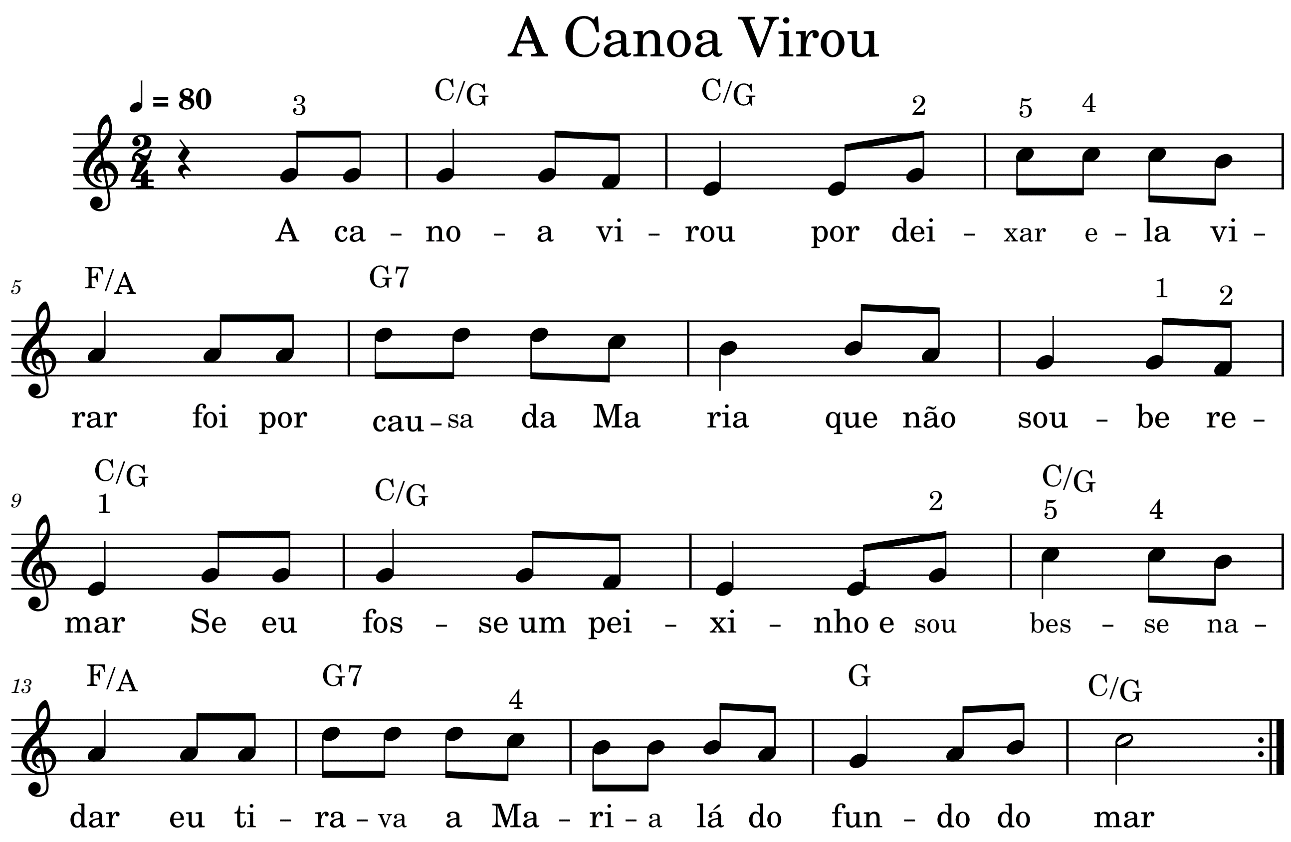 A Canoa Virou
♩ = 80 3 C/G C/G 2 5 4
2/4
A ca – no – a vi – rou por dei – xar e – la vi –
5 F/A G7 1 2
rar foi por cau – sa da Ma ria que não sou – be re –
9 C/G 1 C/G 2 C/G 5 4
1
mar Se eu fos – se um pei – xi – nho e sou bes – se na –
13 F/A G7 4 G C/G
dar eu ti – ra – va a Ma – ri – a lá do fun – do do mar